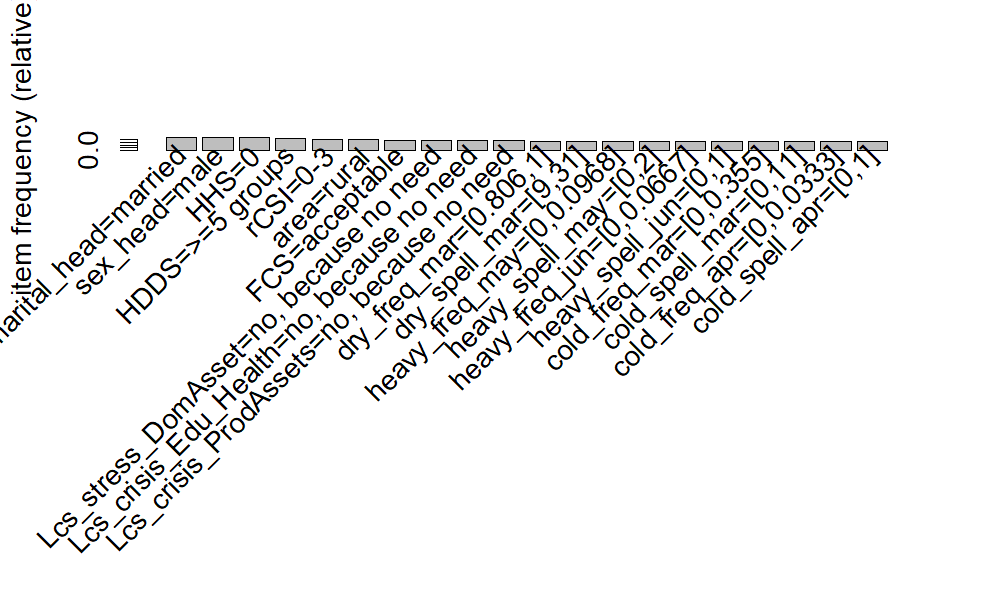 item frequency (relative
0.0
marital_head=married
sex_head=male
HHS=0
HDDS=>=5 groups
rCSI=0-3
area=rural
FCS=acceptable
Lcs_stress_DomAsset=no, because no need
Lcs_crisis_Edu_Health=no, because no need
Lcs_crisis_ProdAssets=no, because no need
dry_freq_mar=[0.806,1]
dry_spell_mar=[9,31]
heavy_freq_may=[0,0.0968]
heavy_spell_may=[0,2]
heavy_freq_jun=[0,0.0667]
heavy_spell_jun=[0,1]
cold_freq_mar=[0,0.355]
cold_spell_mar=[0,11]
cold_freq_apr=[0,0.0333]
cold_spell_apr=[0,1]